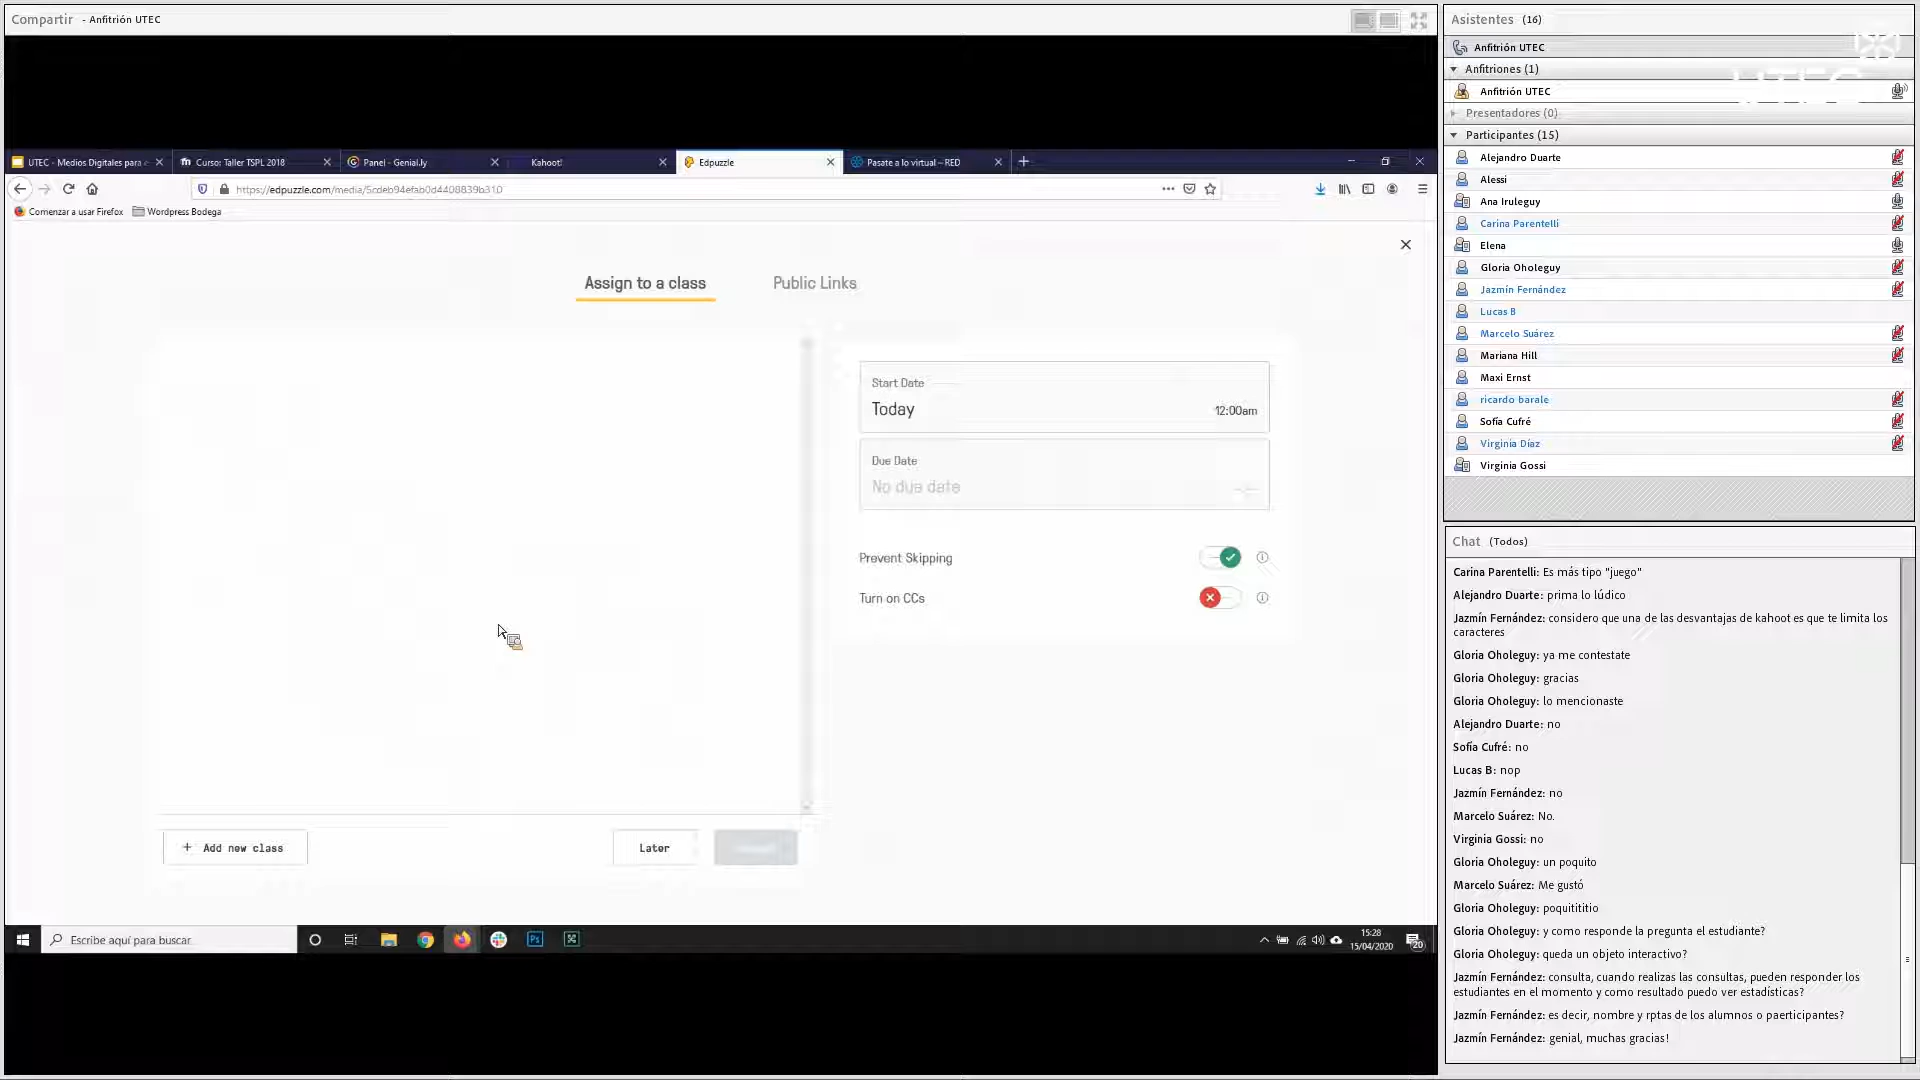 Compartir - Anfitrión UTEC
UTEC - Medios Digitales para e
Curso: Taller TSPL 2018
Panel - Genial.ly
Kahoot!
Edpuzzle
Pasate a lo virtual – RED
https://edpuzzle.com/media/5cdeb94efab0d4408839b310
Comenzar a usar Firefox
Wordpress Bodega
Assign to a class
Public Links
Start Date
Today
12:00am
Due Date
No due date
Prevent Skipping
Turn on CCs
+ Add new class
Later
Escribe aquí para buscar
15:28
15/04/2020
20
Asistentes (16)
Anfitrión UTEC
Anfitriones (1)
Anfitrión UTEC
Presentadores (0)
Participantes (15)
Alejandro Duarte
Alessi
Ana Iruleguy
Carina Parentelli
Elena
Gloria Oholeguy
Jazmín Fernández
Lucas B
Marcelo Suárez
Mariana Hill
Maxi Ernst
ricardo barale
Sofía Cufré
Virginia Díaz
Virginia Gossi
Chat (Todos)
Carina Parentelli: Es más tipo "juego"
Alejandro Duarte: prima lo lúdico
Jazmín Fernández: considero que una de las desvantajas de kahoot es que te limita los
caracteres
Gloria Oholeguy: ya me contestate
Gloria Oholeguy: gracias
Gloria Oholeguy: lo mencionaste
Alejandro Duarte: no
Sofía Cufré: no
Lucas B: nop
Jazmín Fernández: no
Marcelo Suárez: No.
Virginia Gossi: no
Gloria Oholeguy: un poquito
Marcelo Suárez: Me gustó
Gloria Oholeguy: poquitititio
Gloria Oholeguy: y como responde la pregunta el estudiante?
Gloria Oholeguy: queda un objeto interactivo?
Jazmín Fernández: consulta, cuando realizas las consultas, pueden responder los
estudiantes en el momento y como resultado puedo ver estadísticas?
Jazmín Fernández: es decir, nombre y rptas de los alumnos o paerticipantes?
Jazmín Fernández: genial, muchas gracias!